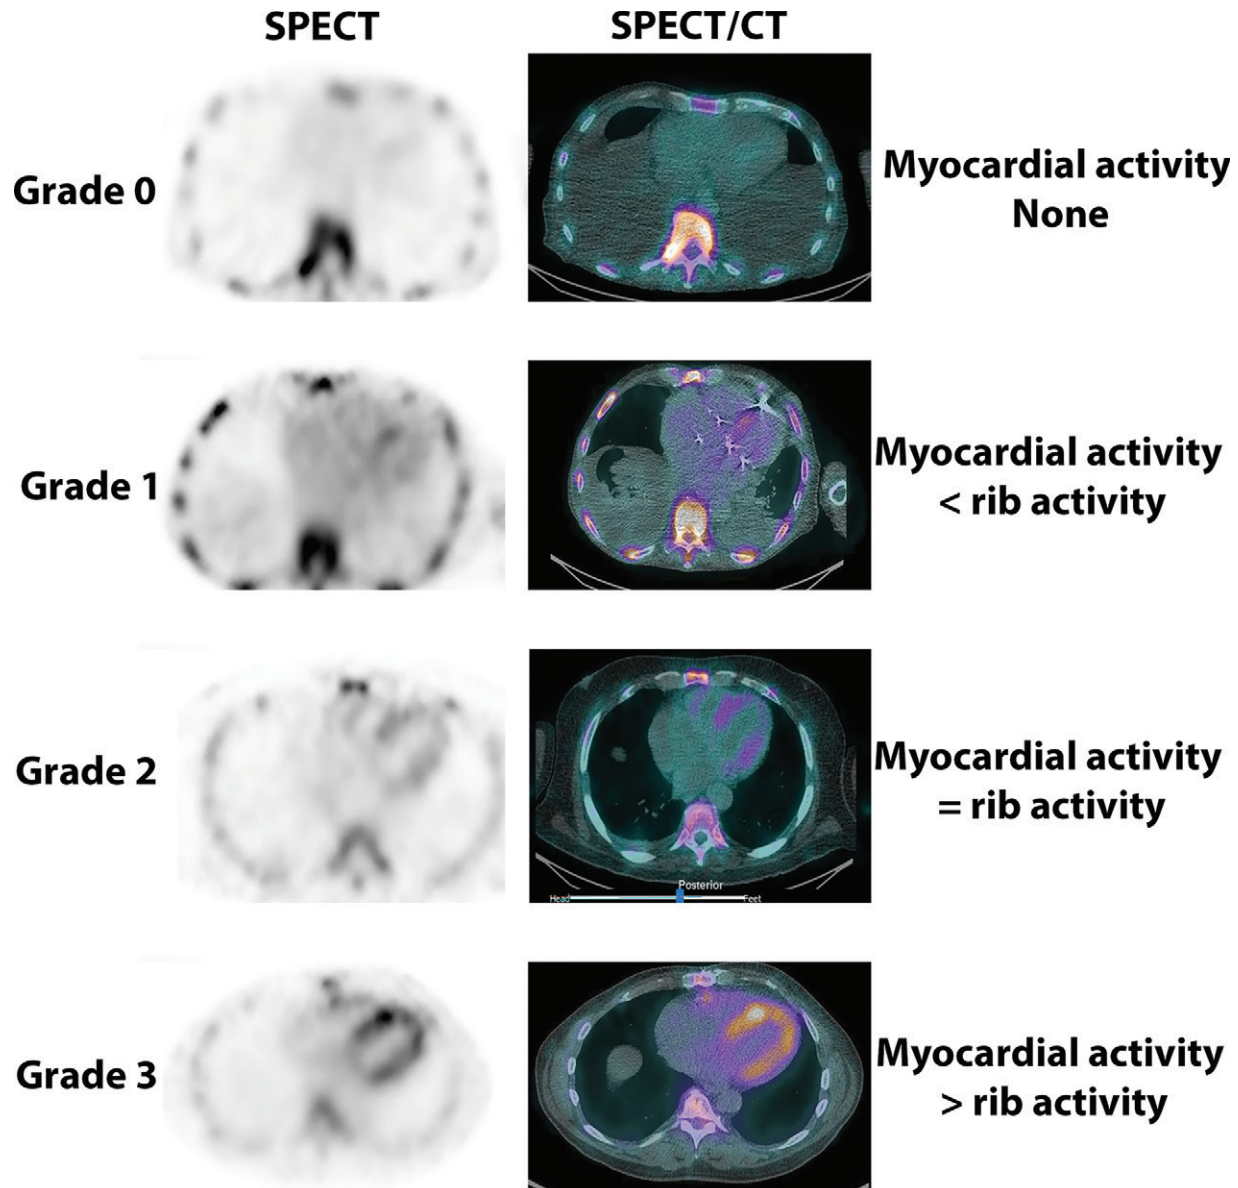 SPECT
SPECT/CT
Grade 0
Myocardial activity
None
Grade 1
Myocardial activity
< rib activity
Grade 2
Myocardial activity
= rib activity
Posterior
Head
Feet
Grade 3
Myocardial activity
> rib activity